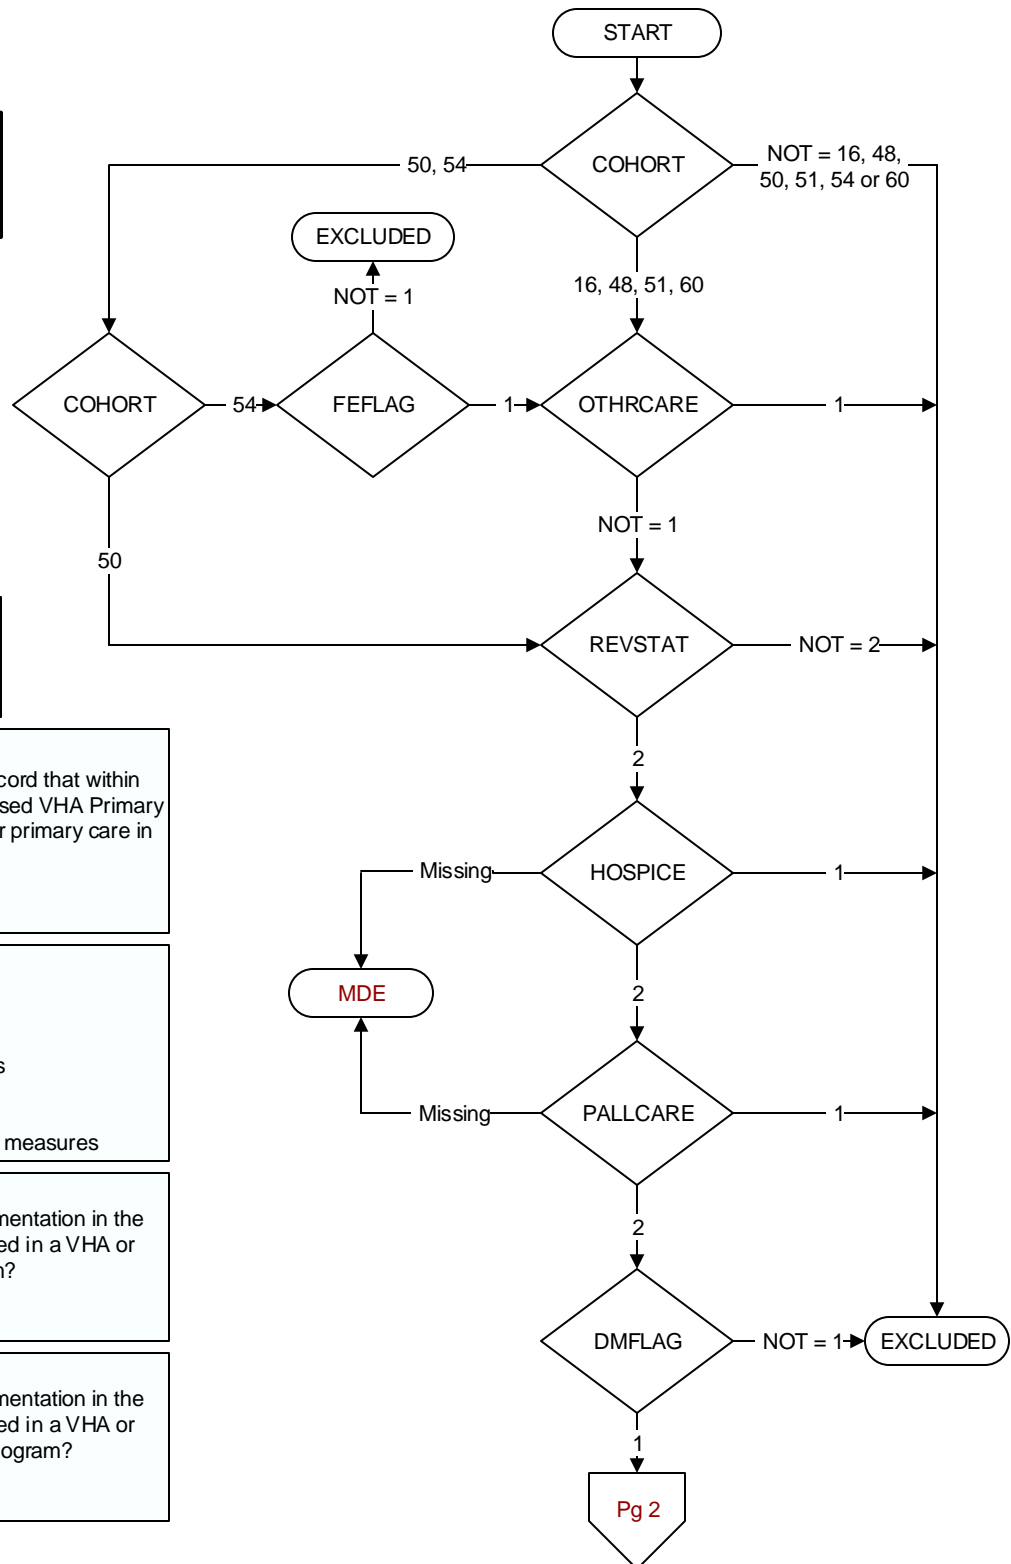 START
COHORT
50, 54
NOT = 16, 48,
50, 51, 54 or 60
EXCLUDED
NOT = 1
16, 48, 51, 60
COHORT
54
FEFLAG
1
OTHRCARE
1
NOT = 1
50
REVSTAT
NOT = 2
2
cord that within
sed VHA Primary
r primary care in
Missing
HOSPICE
1
MDE
2
s
measures
Missing
PALLCARE
1
2
mentation in the
ed in a VHA or
n?
DMFLAG
NOT = 1
EXCLUDED
mentation in the
ed in a VHA or
ogram?
1
Pg 2